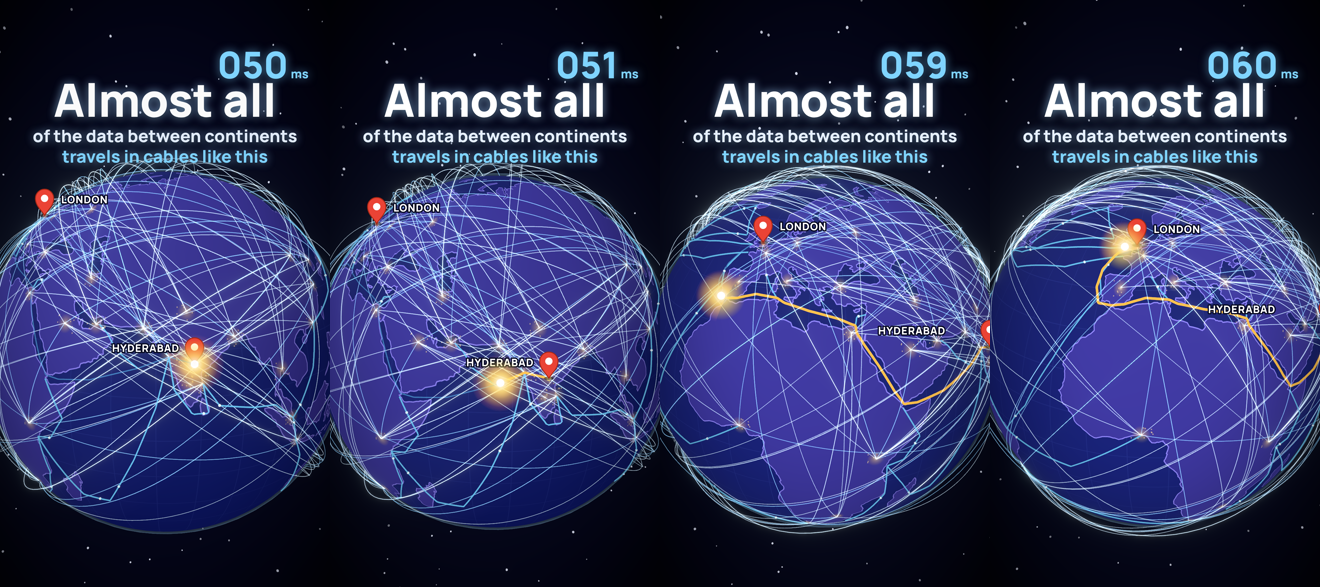 050 ms
Almost all
of the data between continents
travels in cables like this
LONDON
HYDERABAD
051 ms
Almost all
of the data between continents
travels in cables like this
LONDON
HYDERABAD
059 ms
Almost all
of the data between continents
travels in cables like this
LONDON
HYDERABAD
060 ms
Almost all
of the data between continents
travels in cables like this
LONDON
HYDERABAD